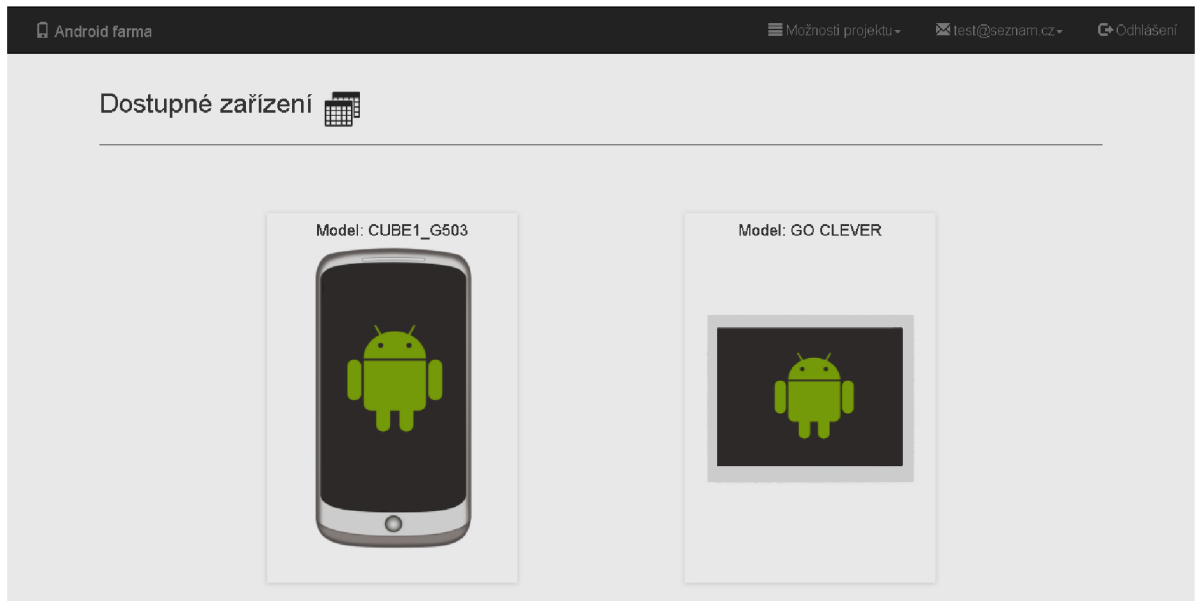 Android farma
Možnosti projektu
test@seznam.cz
Odhlášení
Dostupné zařízení
Model: CUBE1_G503
Model: GO CLEVER